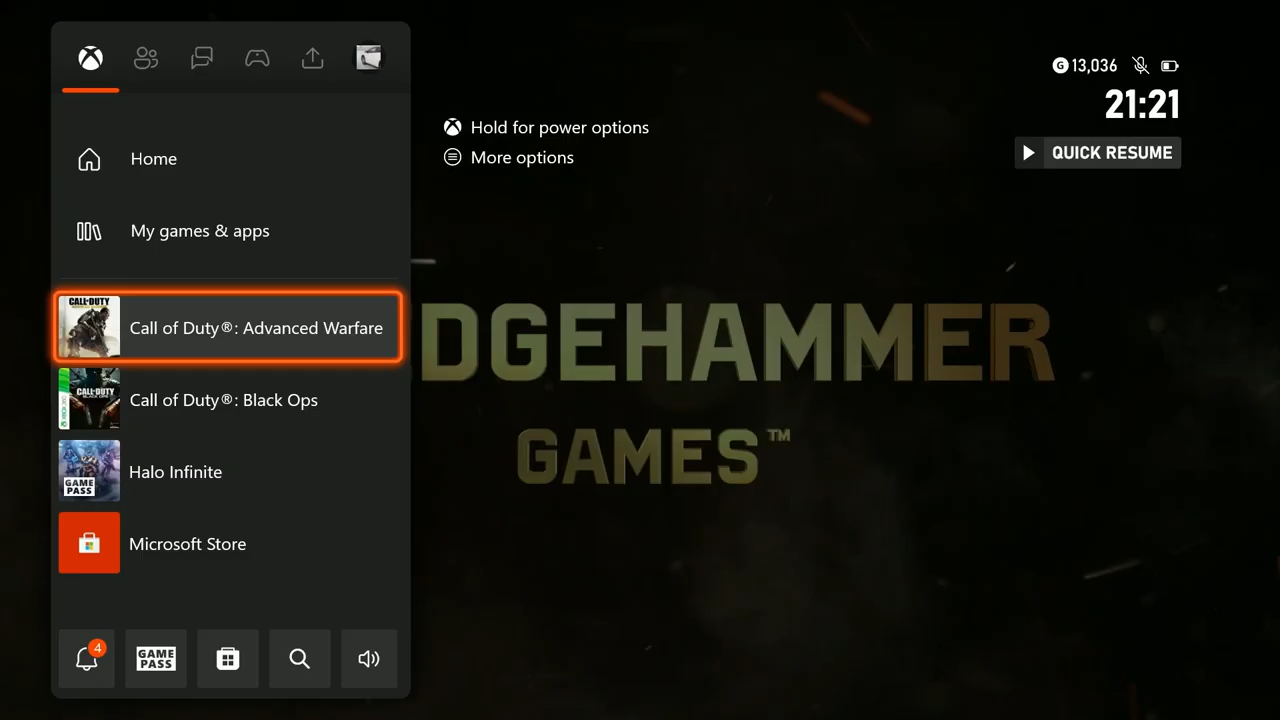 13,036
21:21
QUICK RESUME
Hold for power options
More options
Home
My games & apps
CALL OF DUTY
Call of Duty®: Advanced Warfare
CALL OF DUTY
BLACK OPS
Call of Duty®: Black Ops
GAME
PASS
Halo Infinite
Microsoft Store
DGEHAMMER
GAMES™
4
GAME
PASS